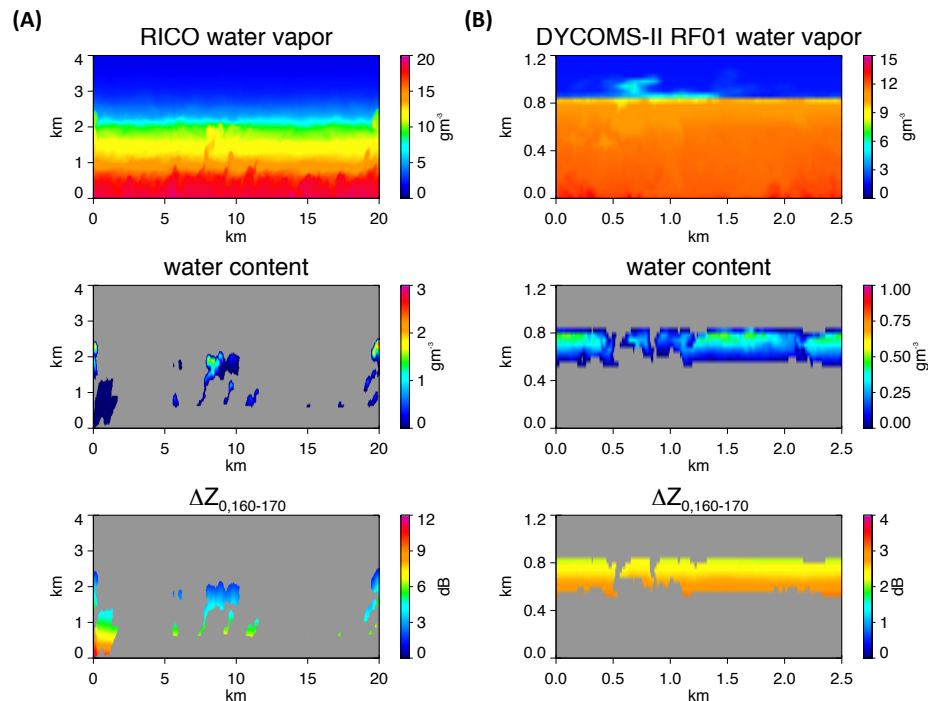 (A)
RICO water vapor
4
3
2
1
0
km
0 5 10 15 20
km
20
15
10
5
0
gm⁻³
water content
4
3
2
1
0
km
0 5 10 15 20
km
3
2
1
0
gm⁻³
ΔZ₀,₁₆₀₋₁₇₀
4
3
2
1
0
km
0 5 10 15 20
km
12
9
6
3
0
dB
(B)
DYCOMS-II RF01 water vapor
1.2
0.8
0.4
0.0
km
0.0 0.5 1.0 1.5 2.0 2.5
km
15
12
9
6
3
0
gm⁻³
water content
1.2
0.8
0.4
0.0
km
0.0 0.5 1.0 1.5 2.0 2.5
km
1.00
0.75
0.50
0.25
0.00
gm⁻³
ΔZ₀,₁₆₀₋₁₇₀
1.2
0.8
0.4
0.0
km
0.0 0.5 1.0 1.5 2.0 2.5
km
4
3
2
1
0
dB